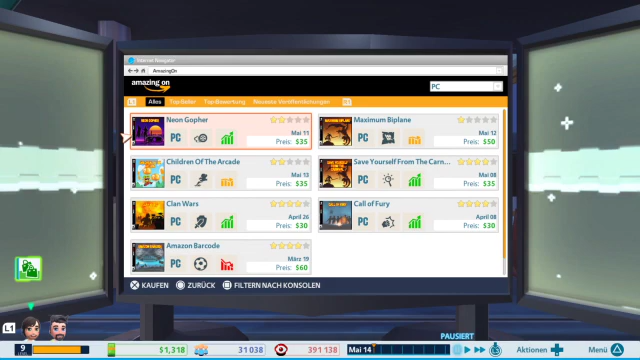 Internet Navigator
AmazingOn
amazing on
PC
L1 Alles TopSeller TopBewertung Neueste Veröffentlichungen R1
Neon Gopher
PC
Mai 11
Preis: $35
Maximum Biplane
PC
Mai 12
Preis: $50
Children Of The Arcade
PC
Mai 13
Preis: $35
Save Yourself From The Carn...
PC
Mai 08
Preis: $35
Clan Wars
PC
April 26
Preis: $30
Call of Fury
PC
April 08
Preis: $30
Amazon Barcode
PC
März 19
Preis: $60
KAUFEN ZURÜCK FILTERN NACH KONSOLEN
L1
PAUSIERT
9
LEVEL
$1,318 31 038 391 138 Mai 14 Aktionen Menü